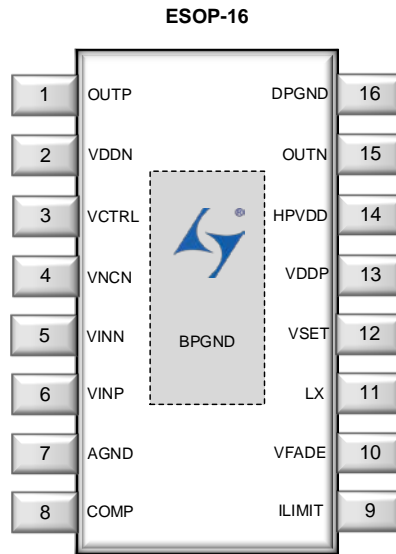 ESOP-16
1 OUTP DPGND 16
2 VDDN OUTN 15
3 VCTRL ® HPVDD 14
4 VNCN VDDP 13
5 VINN BPGND VSET 12
6 VINP LX 11
7 AGND VFADE 10
8 COMP ILIMIT 9